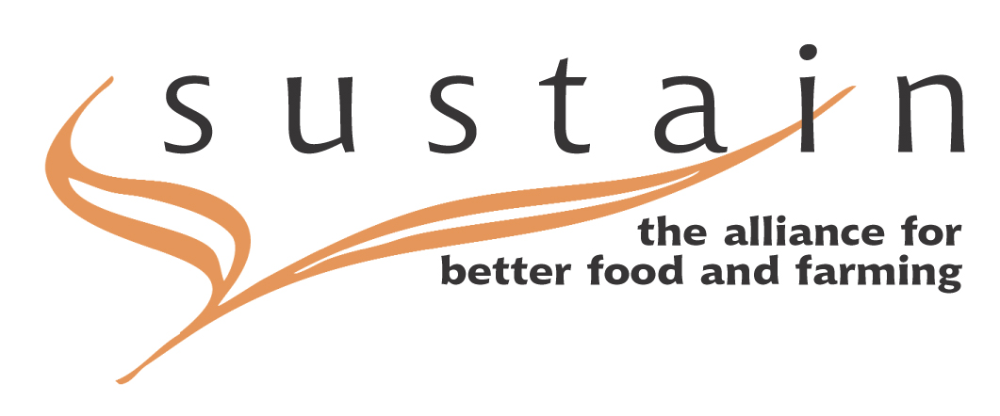 sustain
the alliance for
better food and farming